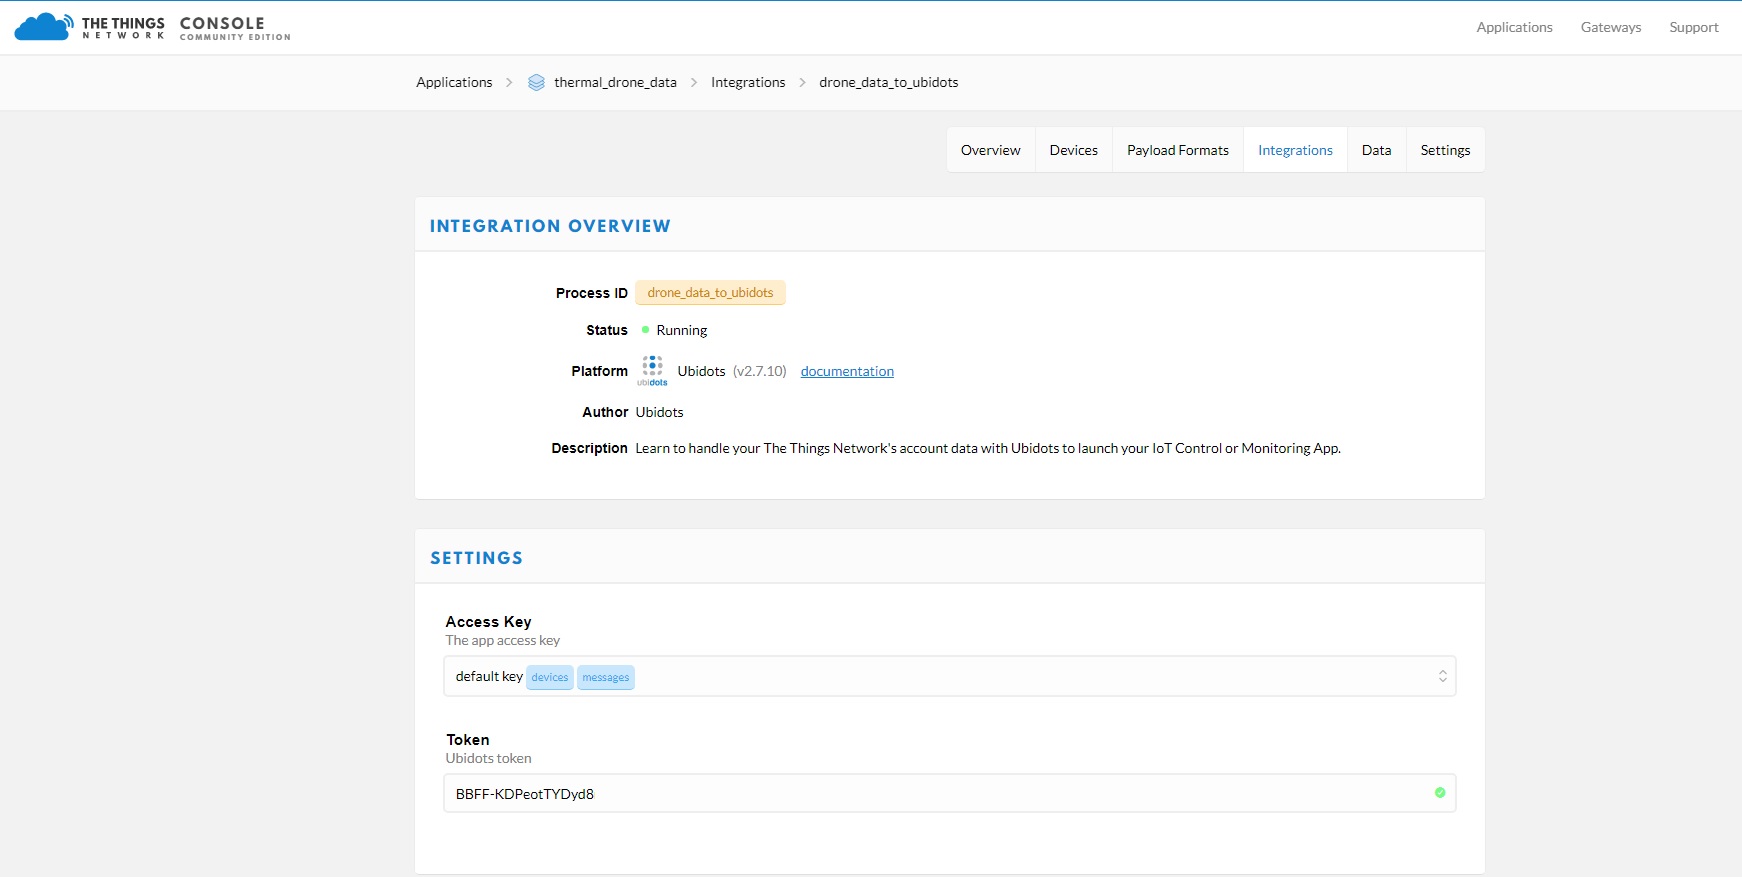 THE THINGS NETWORK CONSOLE COMMUNITY EDITION
Applications Gateways Support
Applications > thermal_drone_data > Integrations > drone_data_to_ubidots
Overview Devices Payload Formats Integrations Data Settings
INTEGRATION OVERVIEW
Process ID drone_data_to_ubidots
Status Running
Platform ubidots Ubidots (v2.7.10) documentation
Author Ubidots
Description Learn to handle your The Things Network's account data with Ubidots to launch your IoT Control or Monitoring App.
SETTINGS
Access Key
The app access key
default key devices messages
Token
Ubidots token
BBFF-KDPeotTYDyd8